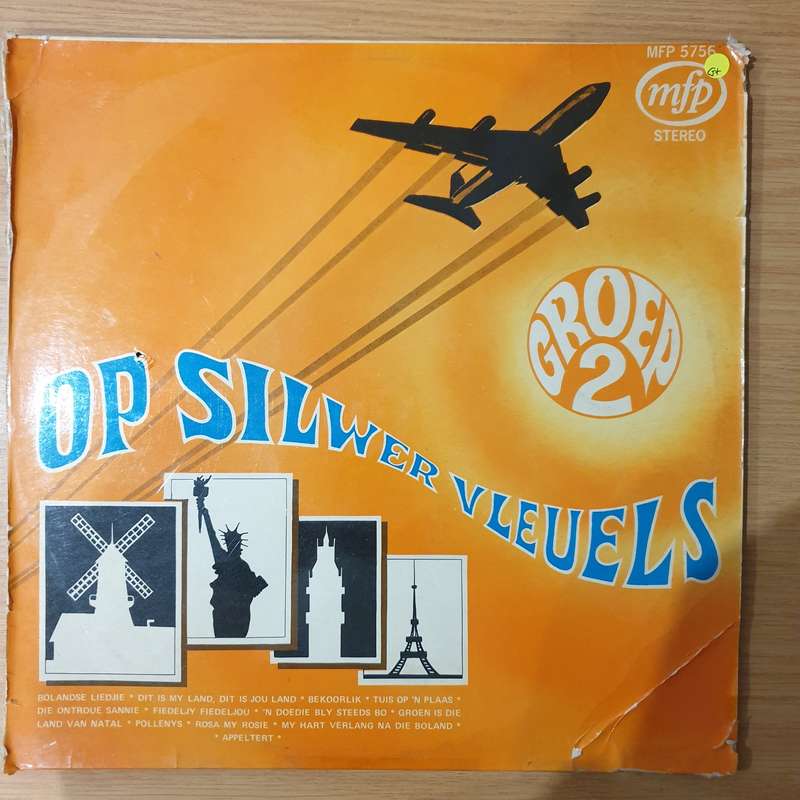 MFP 5756
G+
mfp
STEREO
GROEP
2
OP SILWER VLEUELS
BOLANDSE LIEDJIE * DIT IS MY LAND, DIT IS JOU LAND * BEKOORLIK * TUIS OP 'N PLAAS *
DIE ONTROUE SANNIE * FIEDELJY FIEDELJOU * 'N DOEDIE BLY STEEDS BO * GROEN IS DIE
LAND VAN NATAL * POLLENYS * ROSA MY ROSIE * MY HART VERLANG NA DIE BOLAND *
* APPELTERT *